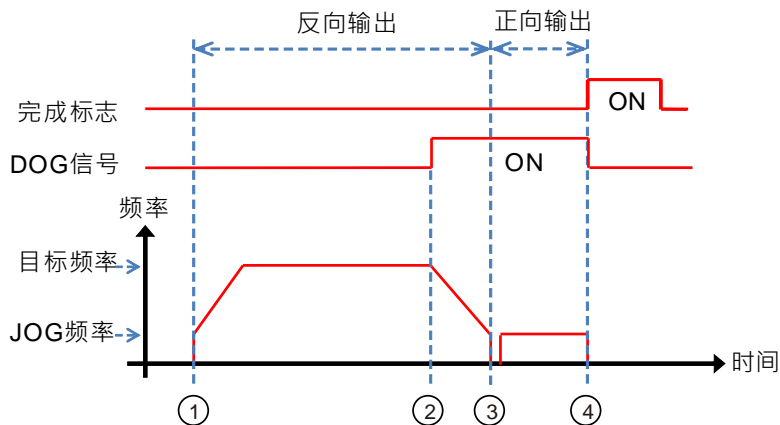 反向输出
正向输出
完成标志
ON
DOG信号
ON
频率
目标频率
JOG频率
时间
①
②
③
④